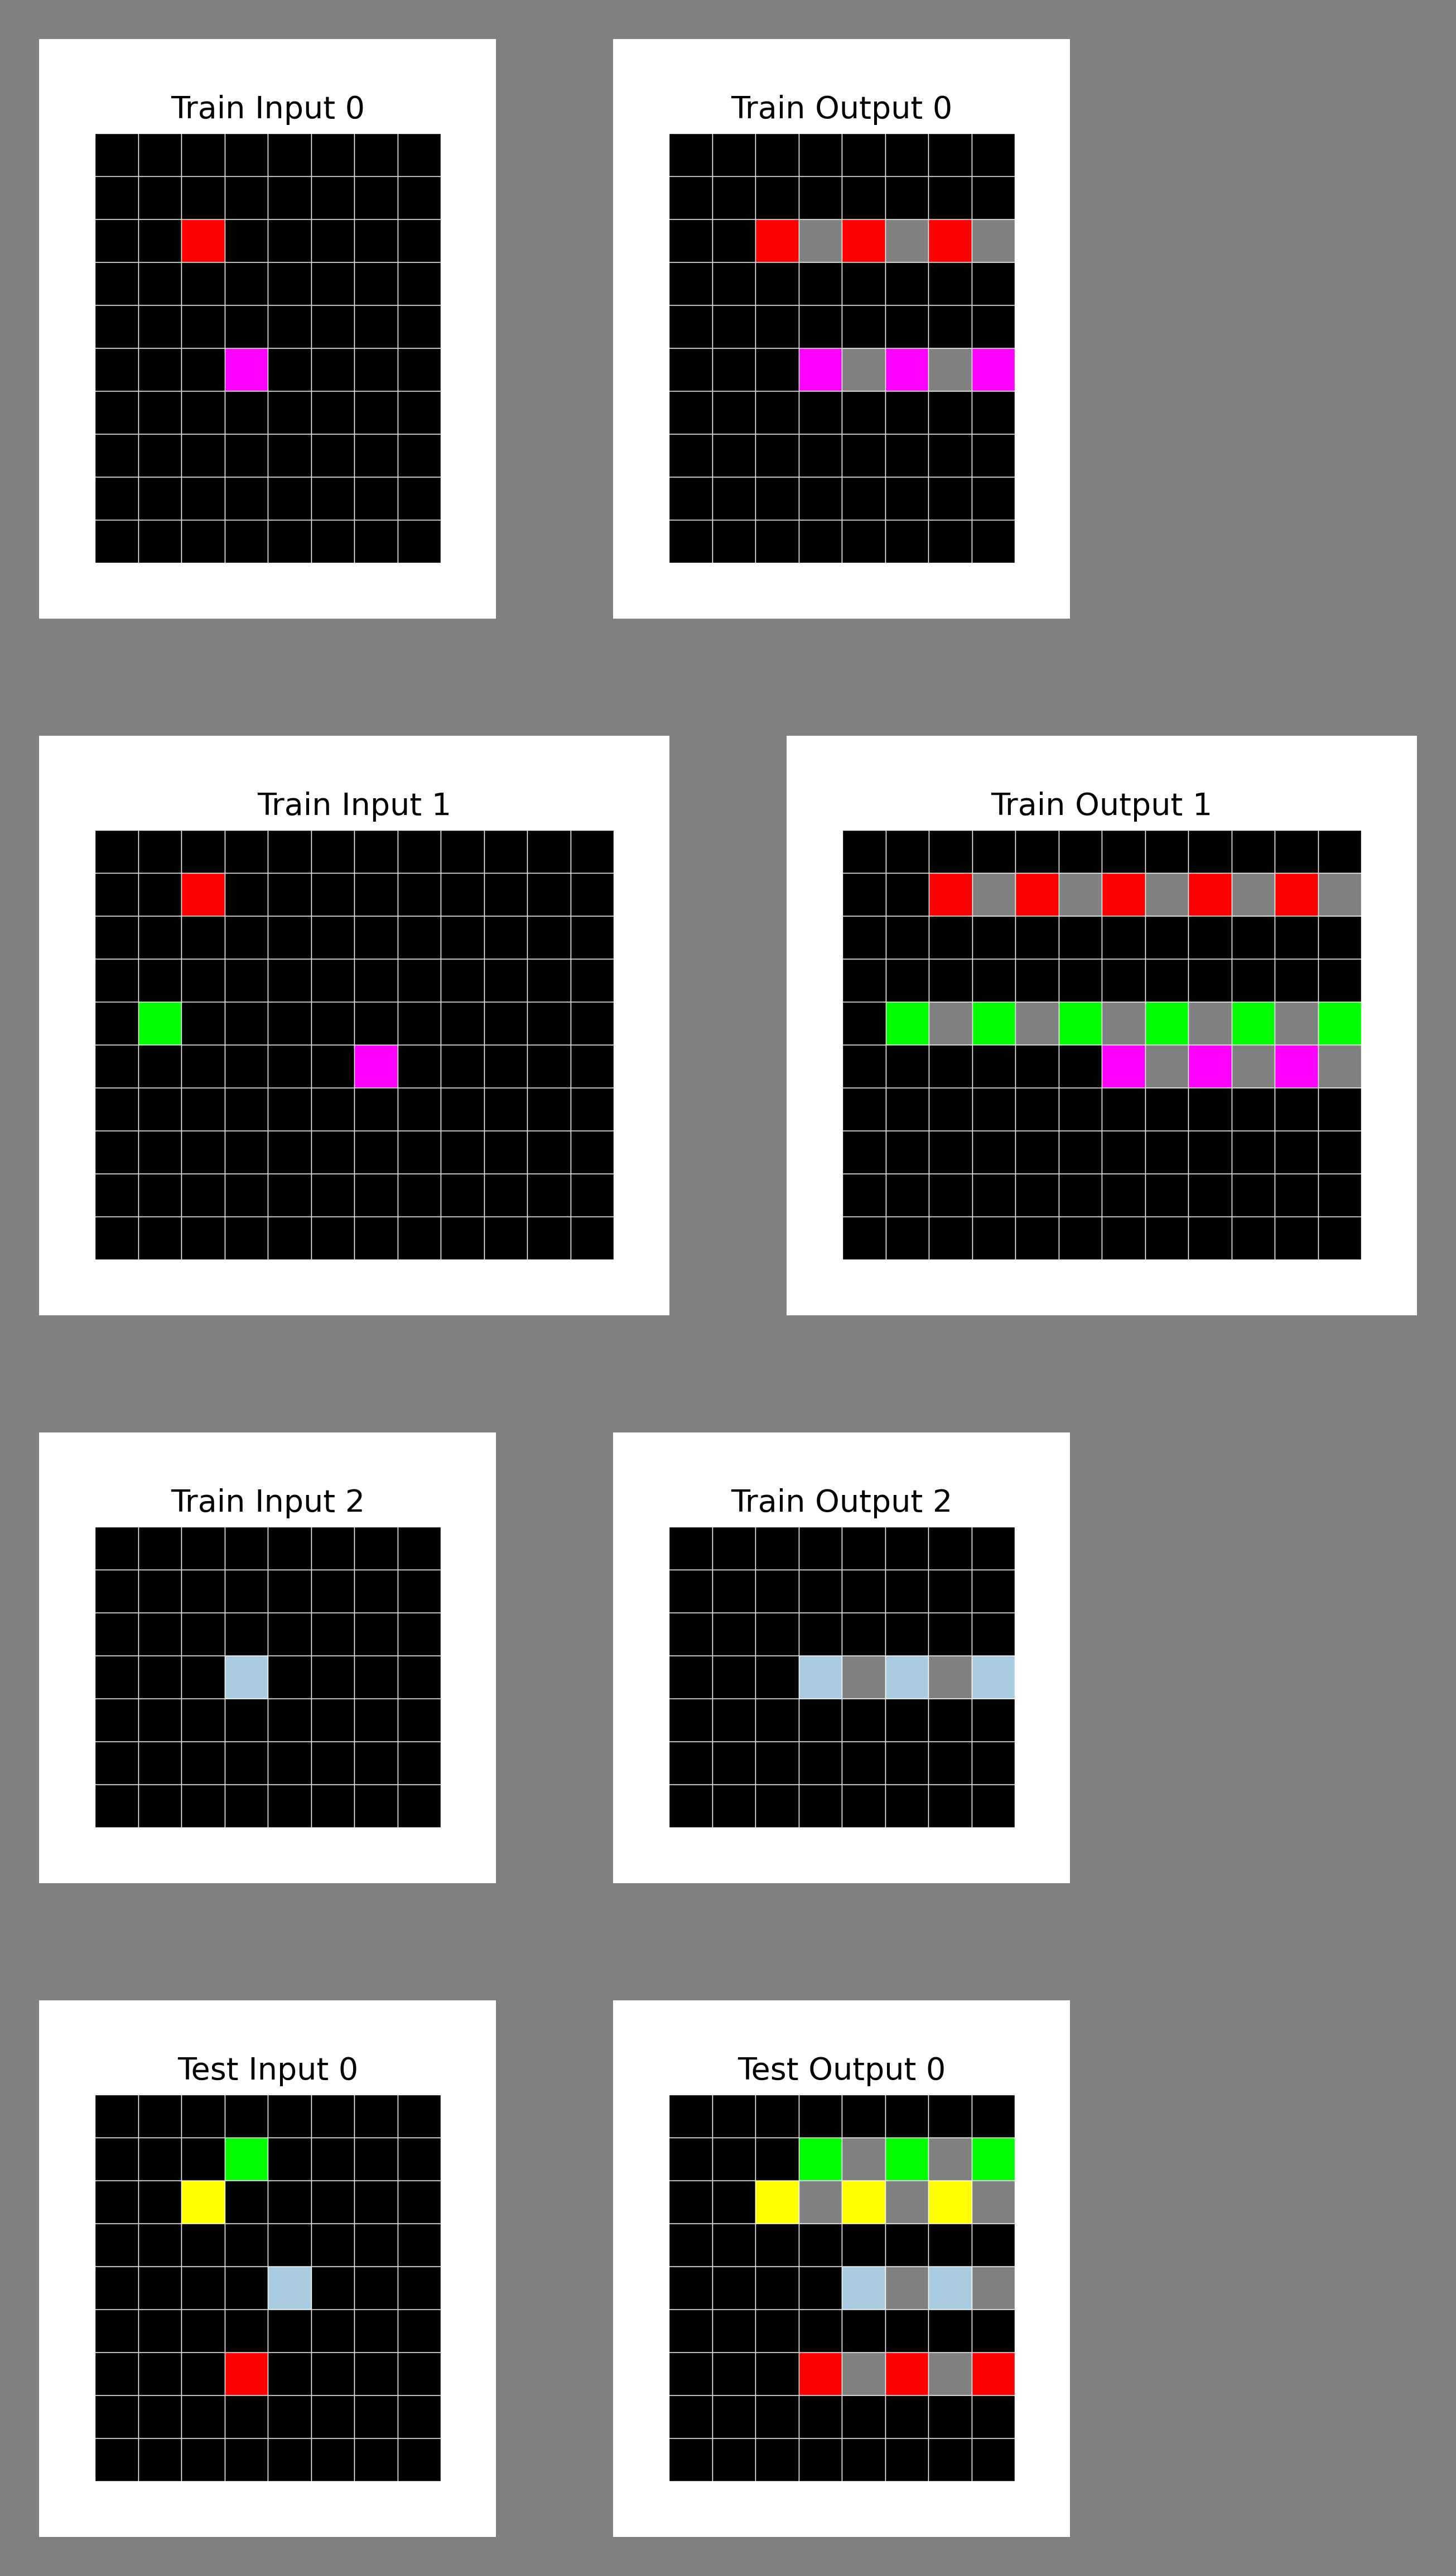 Train Input 0
Train Output 0
Train Input 1
Train Output 1
Train Input 2
Train Output 2
Test Input 0
Test Output 0